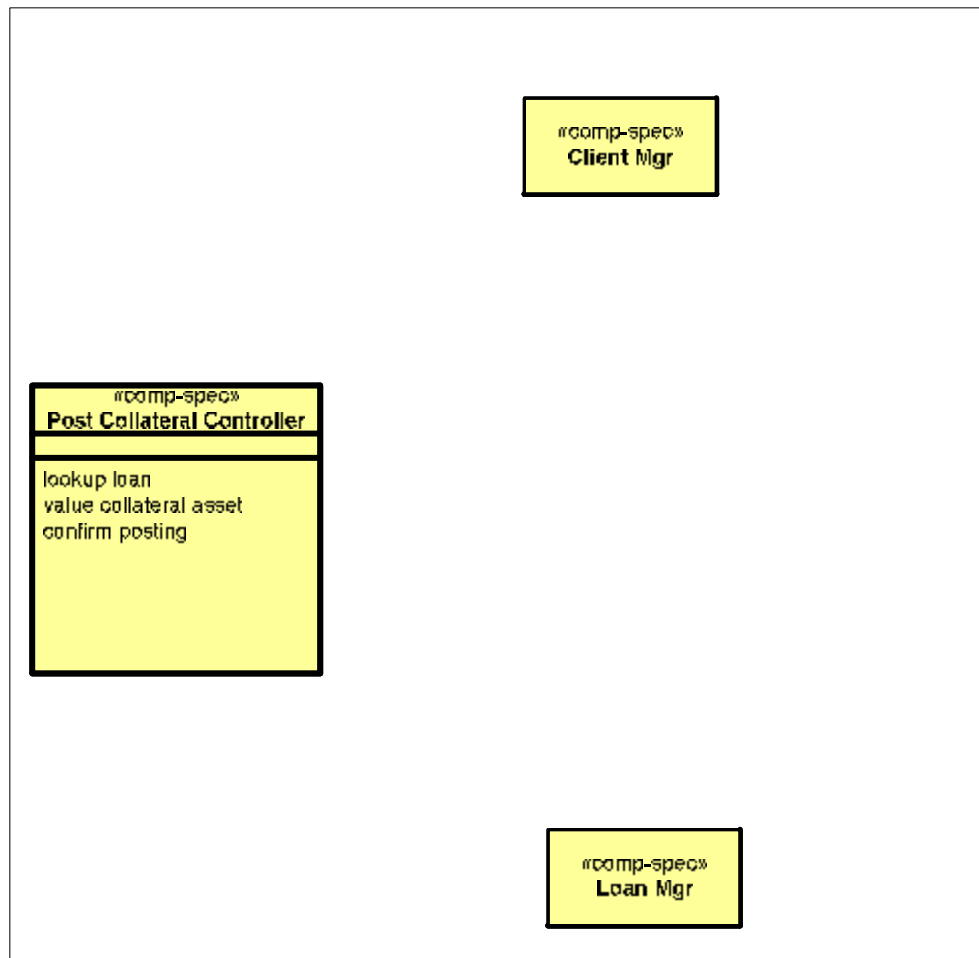 «comp-spec»
Client Mgr
«comp-spec»
Post Collateral Controller
lookup loan
value collateral asset
confirm posting
«comp-spec»
Loan Mgr